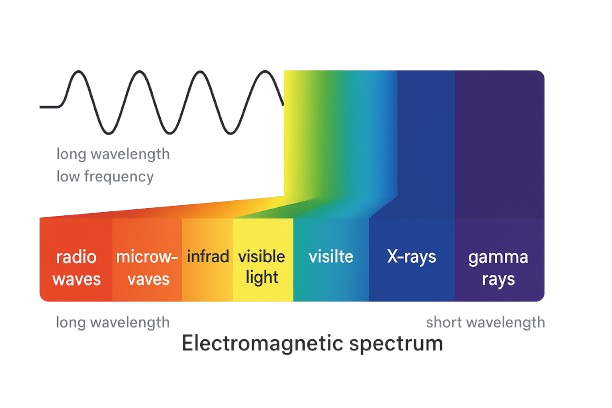 long wavelength
low frequency
radio
waves
microw-
vaves
infrad
visible
light
visilte
X-rays
gamma
rays
long wavelength
short wavelength
Electromagnetic spectrum